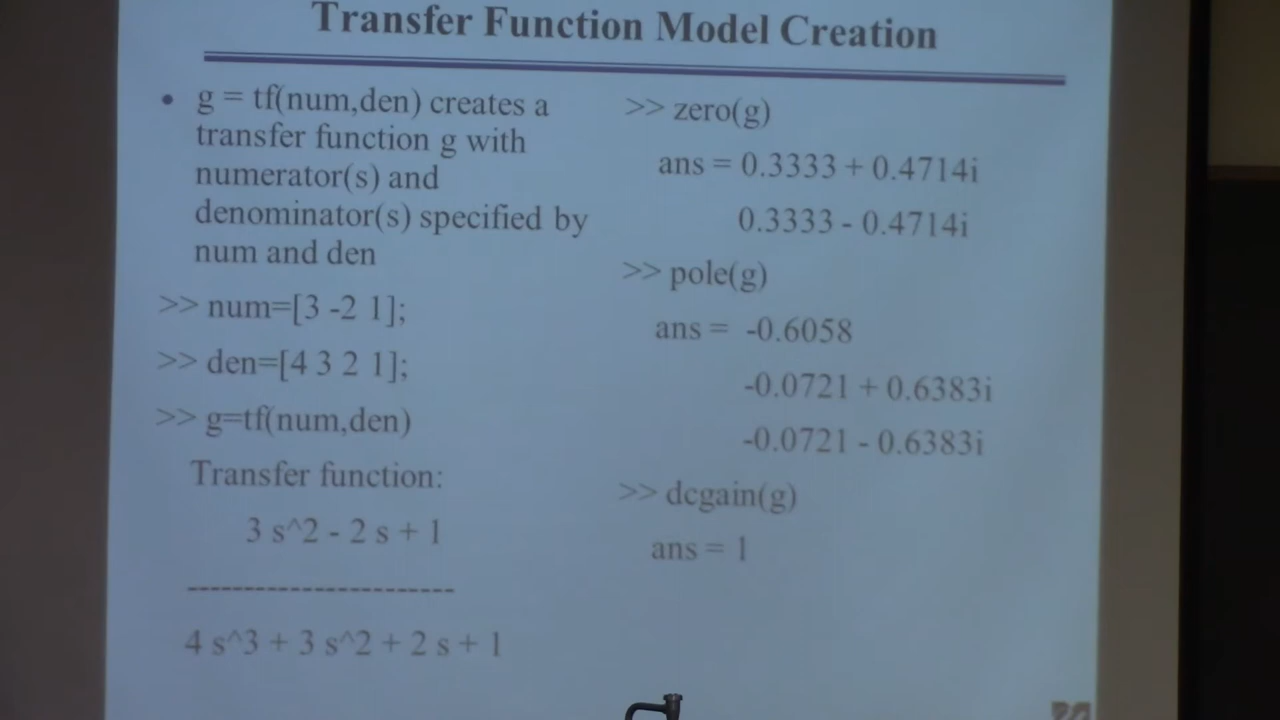 Transfer Function Model Creation
• g = tf(num,den) creates a
transfer function g with
numerator(s) and
denominator(s) specified by
num and den
>> num=[3 -2 1];
>> den=[4 3 2 1];
>> g=tf(num,den)
Transfer function:
3 s^2 - 2 s + 1
----------------------
4 s^3 + 3 s^2 + 2 s + 1
>> zero(g)
ans = 0.3333 + 0.4714i
0.3333 - 0.4714i
>> pole(g)
ans = -0.6058
-0.0721 + 0.6383i
-0.0721 - 0.6383i
>> dcgain(g)
ans = 1